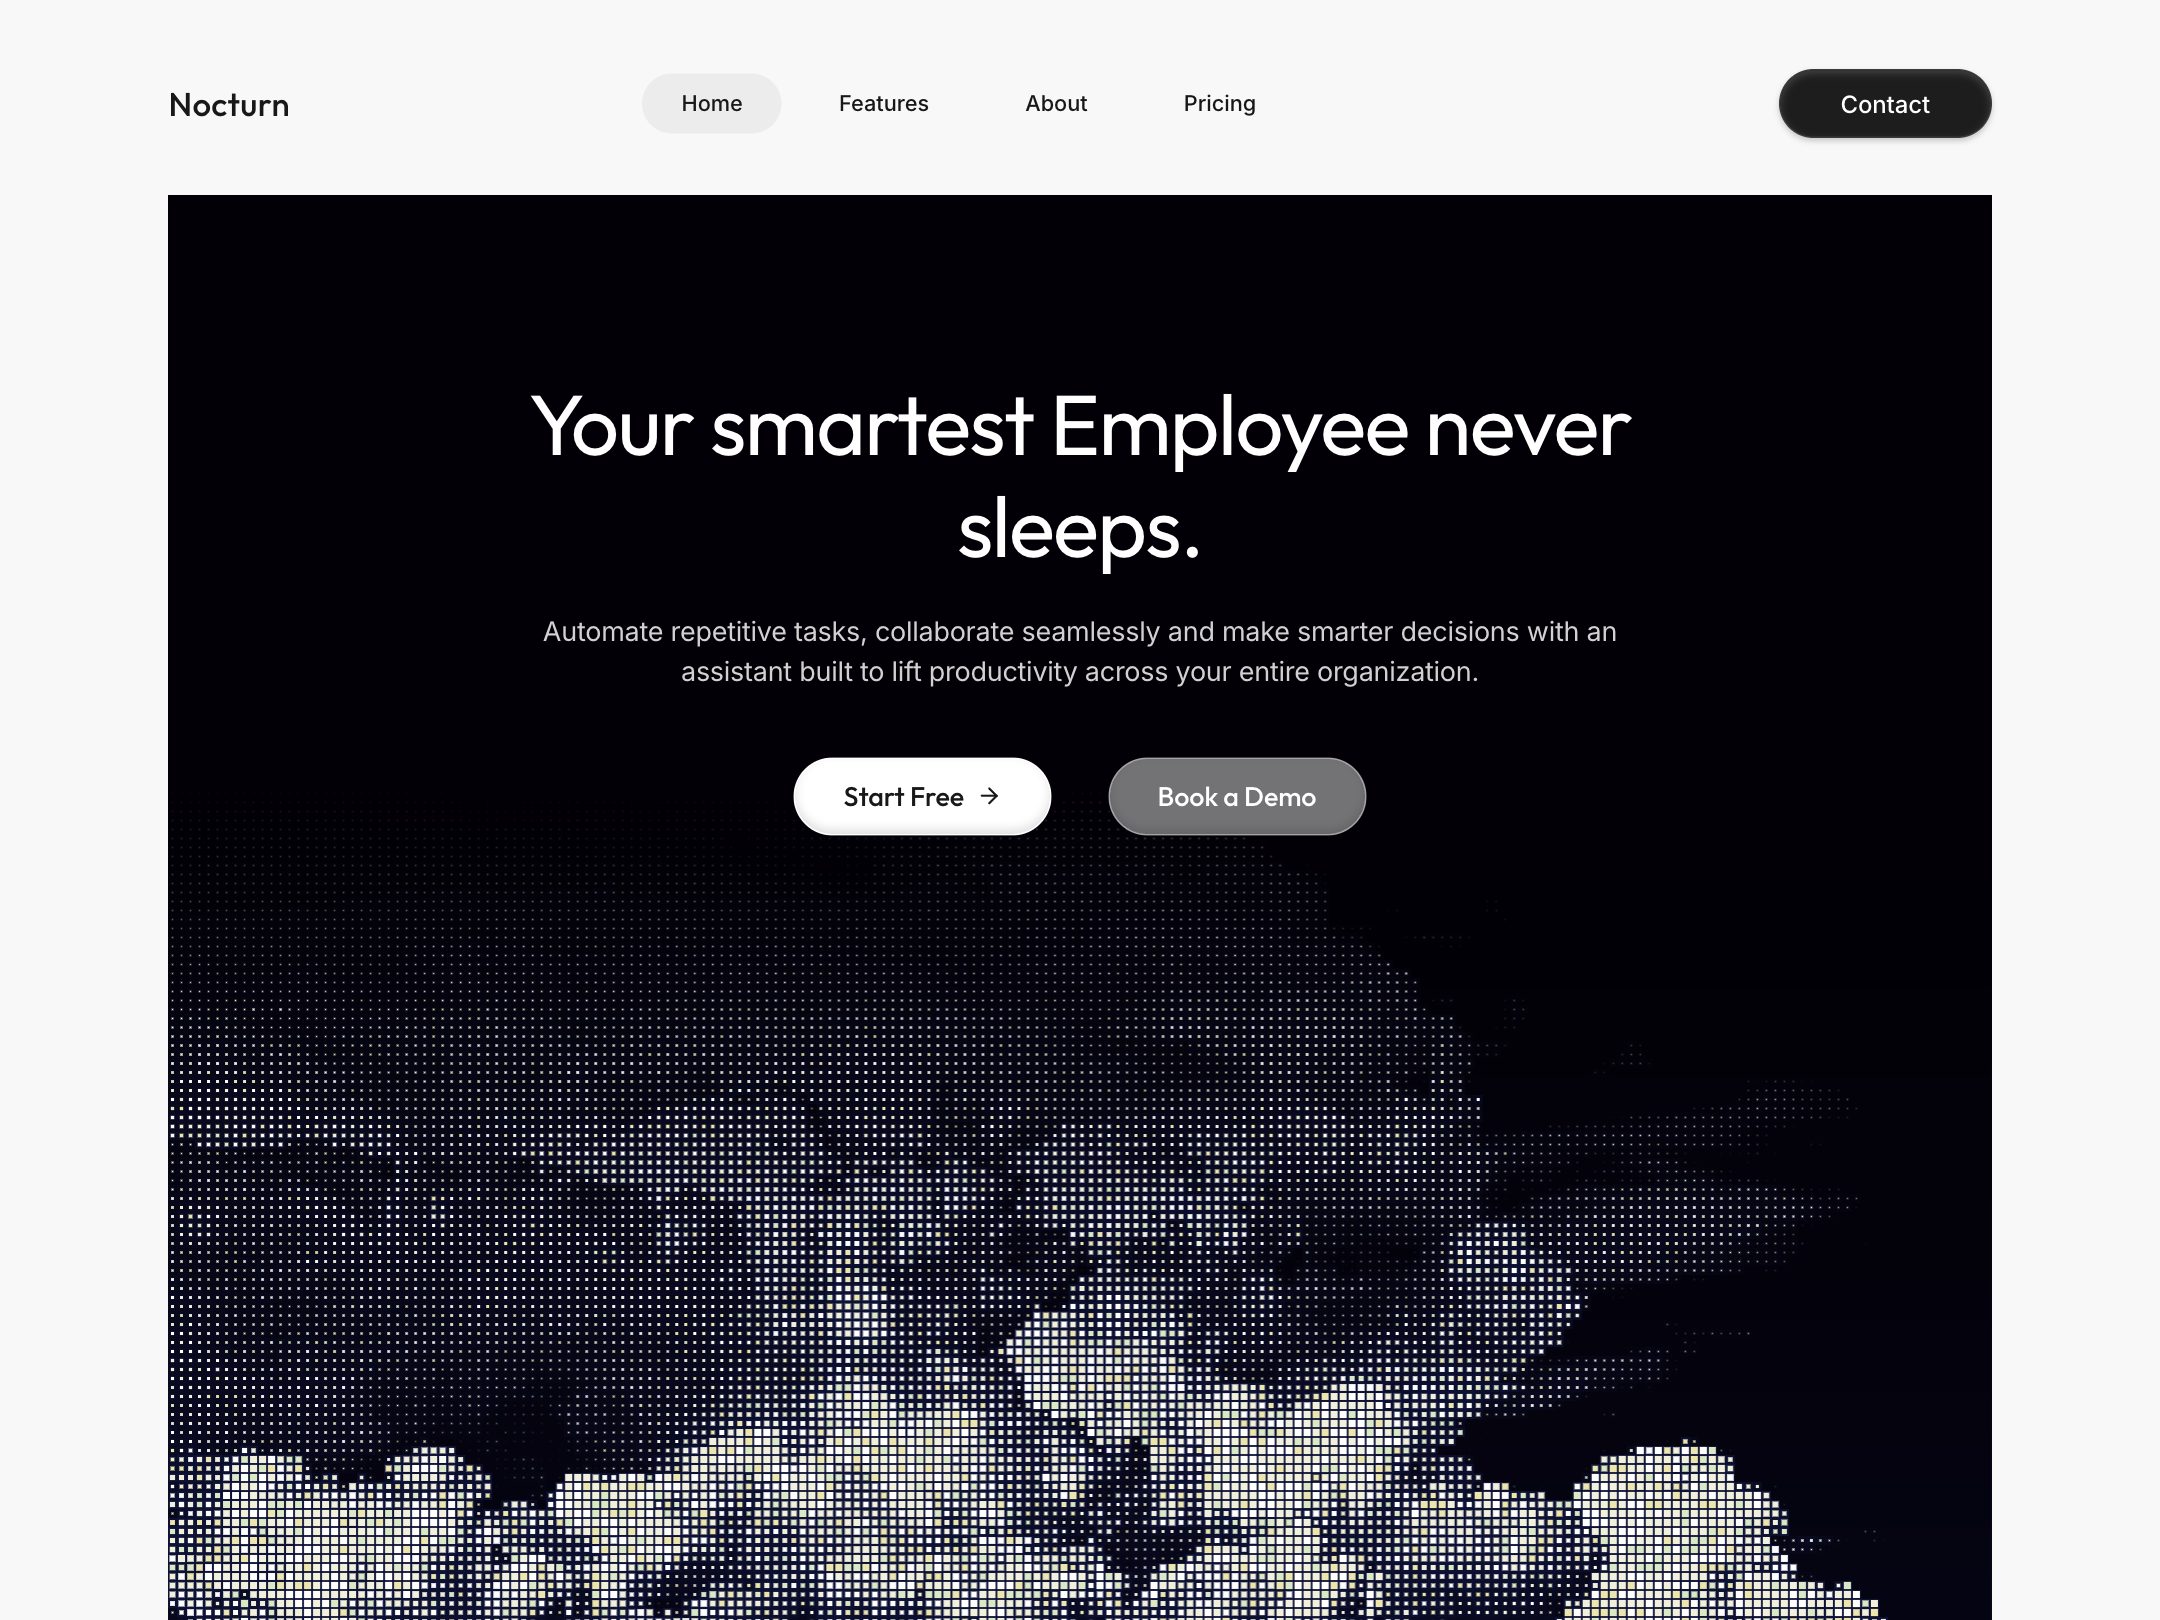 Nocturn
Home
Features
About
Pricing
Contact
Your smartest Employee never
sleeps.
Automate repetitive tasks, collaborate seamlessly and make smarter decisions with an
assistant built to lift productivity across your entire organization.
Start Free →
Book a Demo